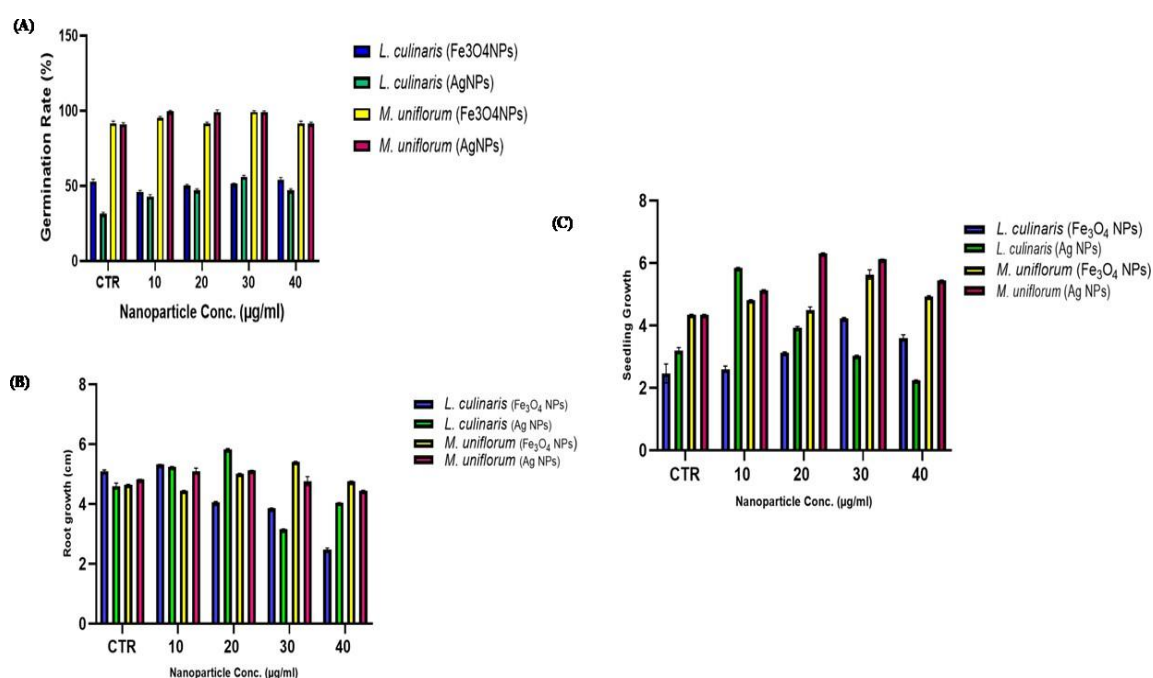 (A)
Germination Rate (%)
150
100
50
0
CTR 10 20 30 40
Nanoparticle Conc. (µg/ml)
L. culinaris (Fe3O4NPs)
L. culinaris (AgNPs)
M. uniflorum (Fe3O4NPs)
M. uniflorum (AgNPs)
(B)
Root growth (cm)
8
6
4
2
0
CTR 10 20 30 40
Nanoparticle Conc. (µg/ml)
L. culinaris (Fe₃O₄ NPs)
L. culinaris (Ag NPs)
M. uniflorum (Fe₃O₄ NPs)
M. uniflorum (Ag NPs)
(C)
Seedling Growth
8
6
4
2
0
CTR 10 20 30 40
Nanoparticle Conc. (µg/ml)
L. culinaris (Fe₃O₄ NPs)
L. culinaris (Ag NPs)
M. uniflorum (Fe₃O₄ NPs)
M. uniflorum (Ag NPs)